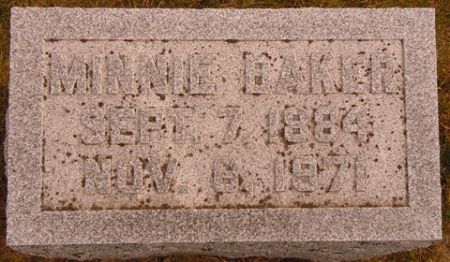 MINNIE BAKER
SEPT. 7, 1884
NOV. 6, 1971